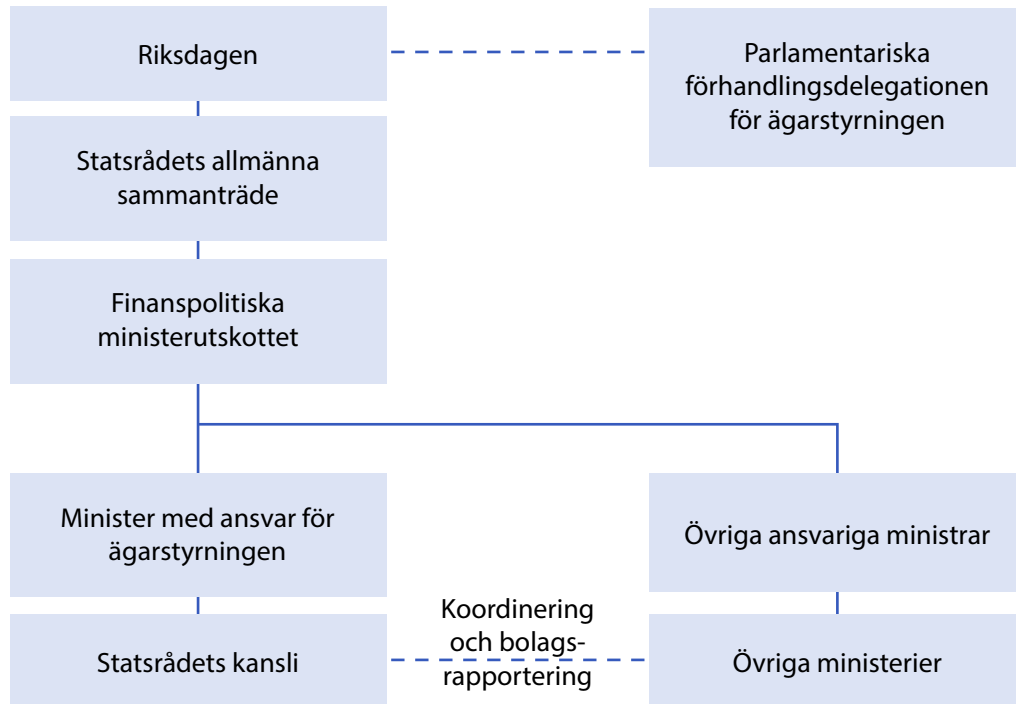 Riksdagen
Parlamentariska
förhandlingsdelegationen
för ägarstyrningen
Statsrådets allmänna
sammanträde
Finanspolitiska
ministerutskottet
Minister med ansvar för
ägarstyrningen
Övriga ansvariga ministrar
Statsrådets kansli
Koordinering
och bolags-
rapportering
Övriga ministerier